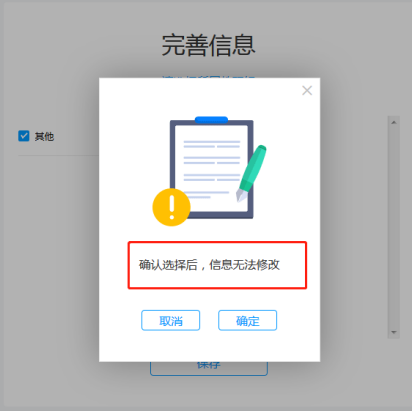 完善信息
其他
确认选择后，信息无法修改
取消
确定
保存